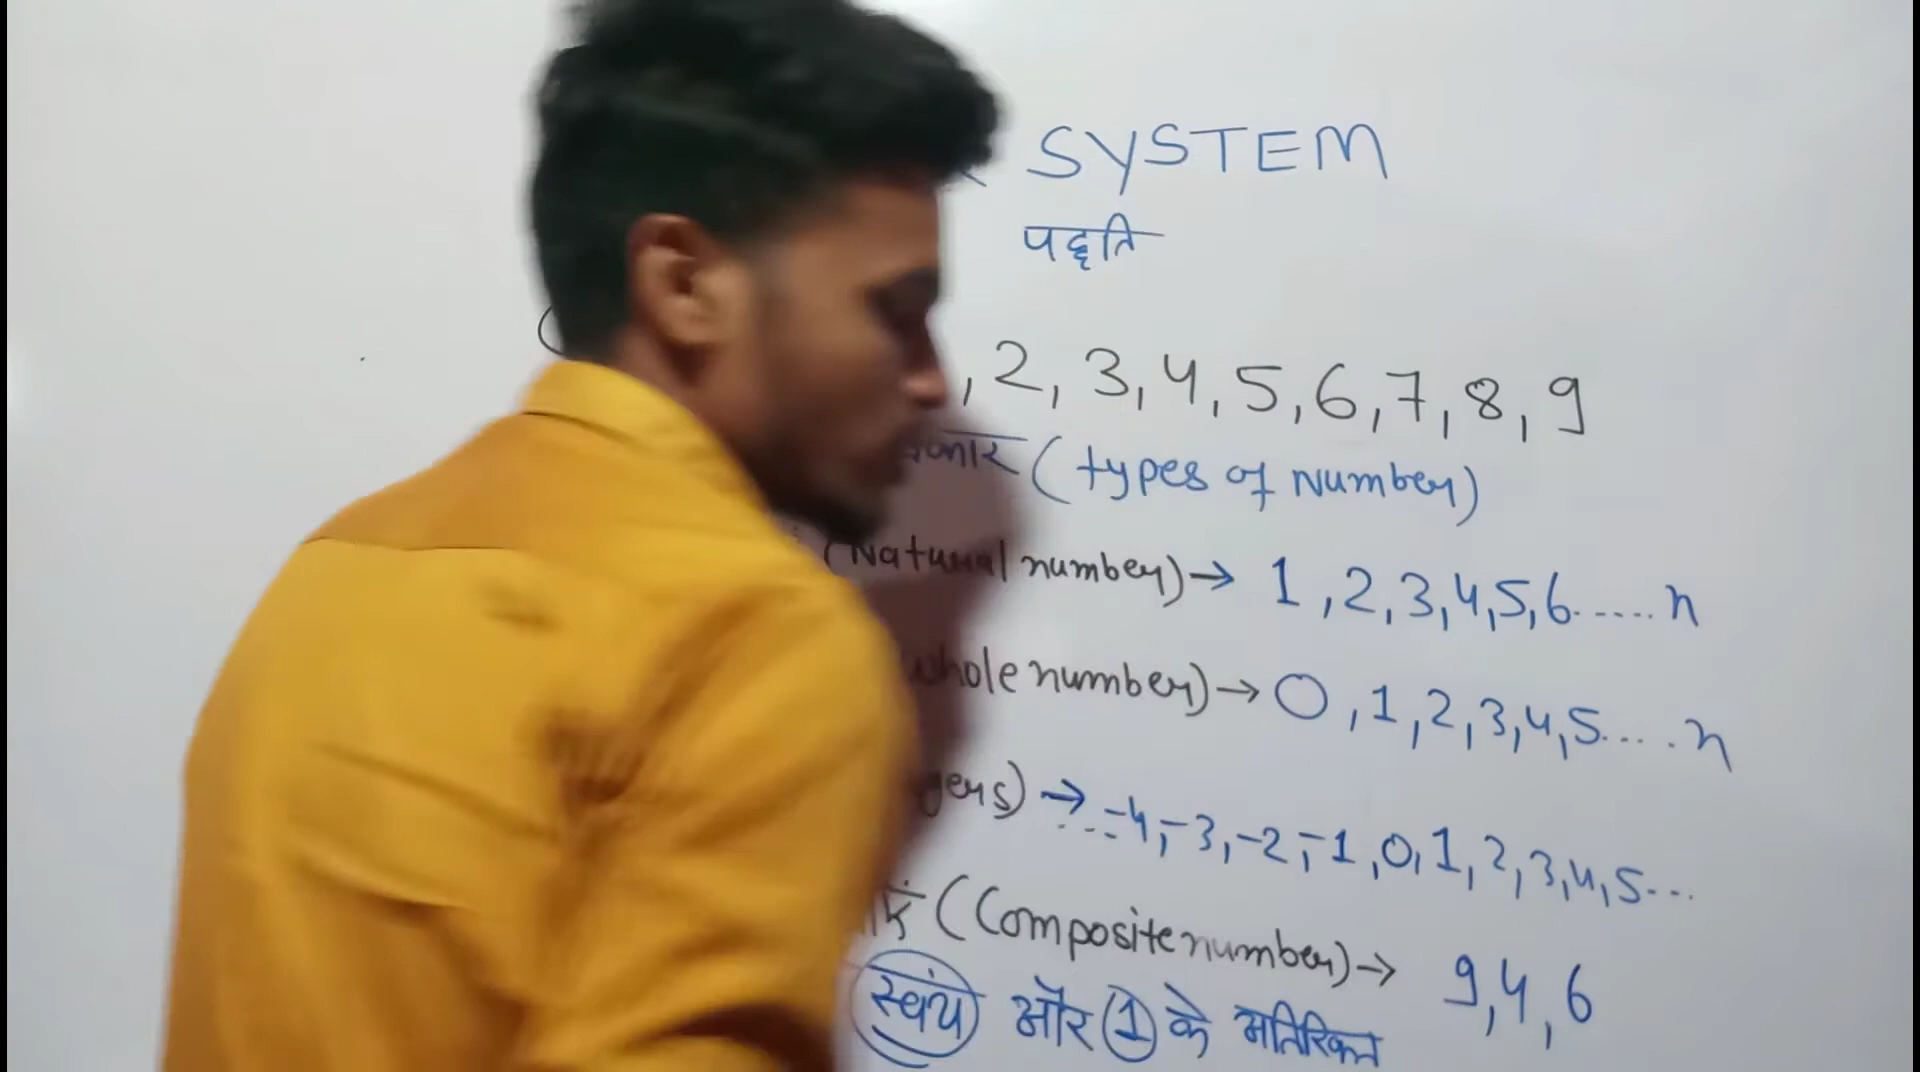 SYSTEM
पद्दति
, 2, 3, 4, 5, 6, 7, 8, 9
(types of Number)
(Natural number) → 1, 2, 3, 4, 5, 6.....n
whole number) → 0, 1, 2, 3, 4, 5.....n
gers) → ...-4, -3, -2, -1, 0, 1, 2, 3, 4, 5...
(Composite number) → 9, 4, 6
स्वंय और 1 के अतिरिक्त